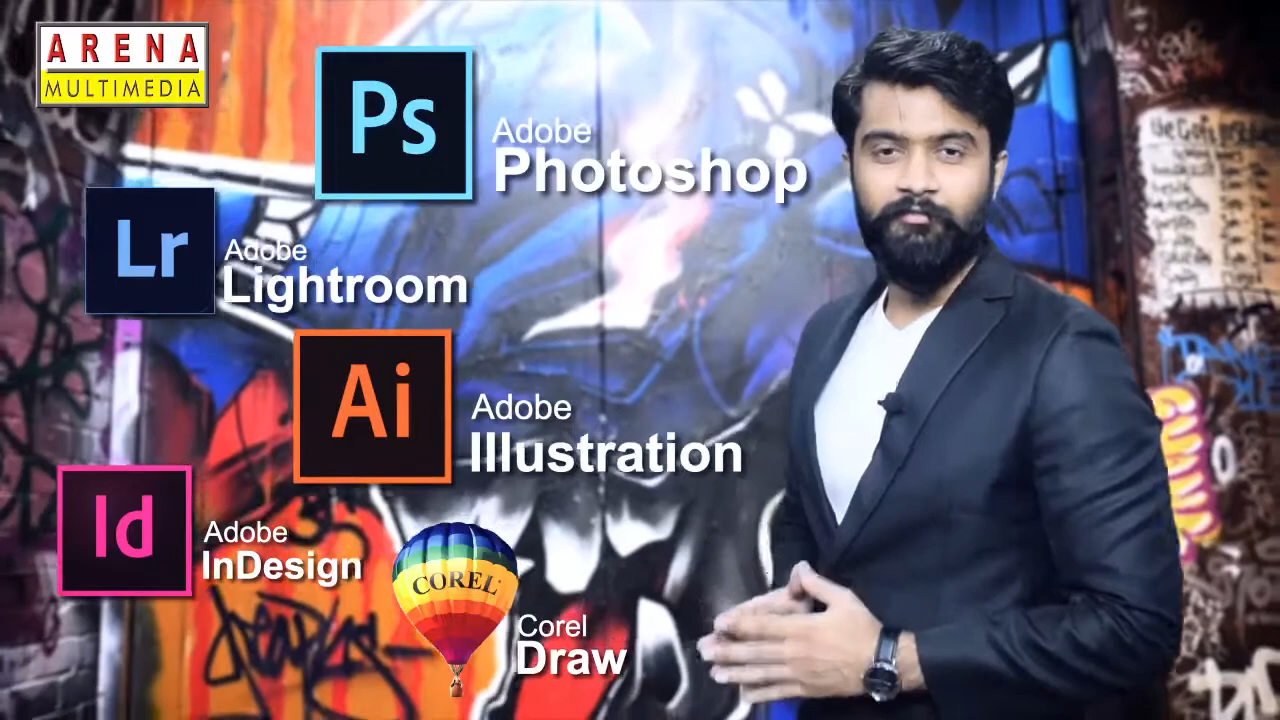 ARENA
MULTIMEDIA
Ps
Adobe
Photoshop
Lr
Adobe
Lightroom
Ai
Adobe
Illustration
Id
Adobe
InDesign
COREL
Corel
Draw